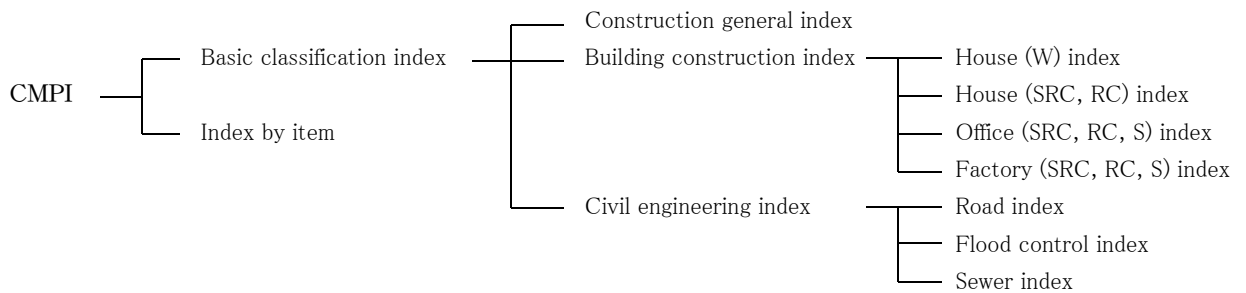 Construction general index
Basic classification index
Building construction index
House (W) index
CMPI
House (SRC, RC) index
Index by item
Office (SRC, RC, S) index
Factory (SRC, RC, S) index
Civil engineering index
Road index
Flood control index
Sewer index